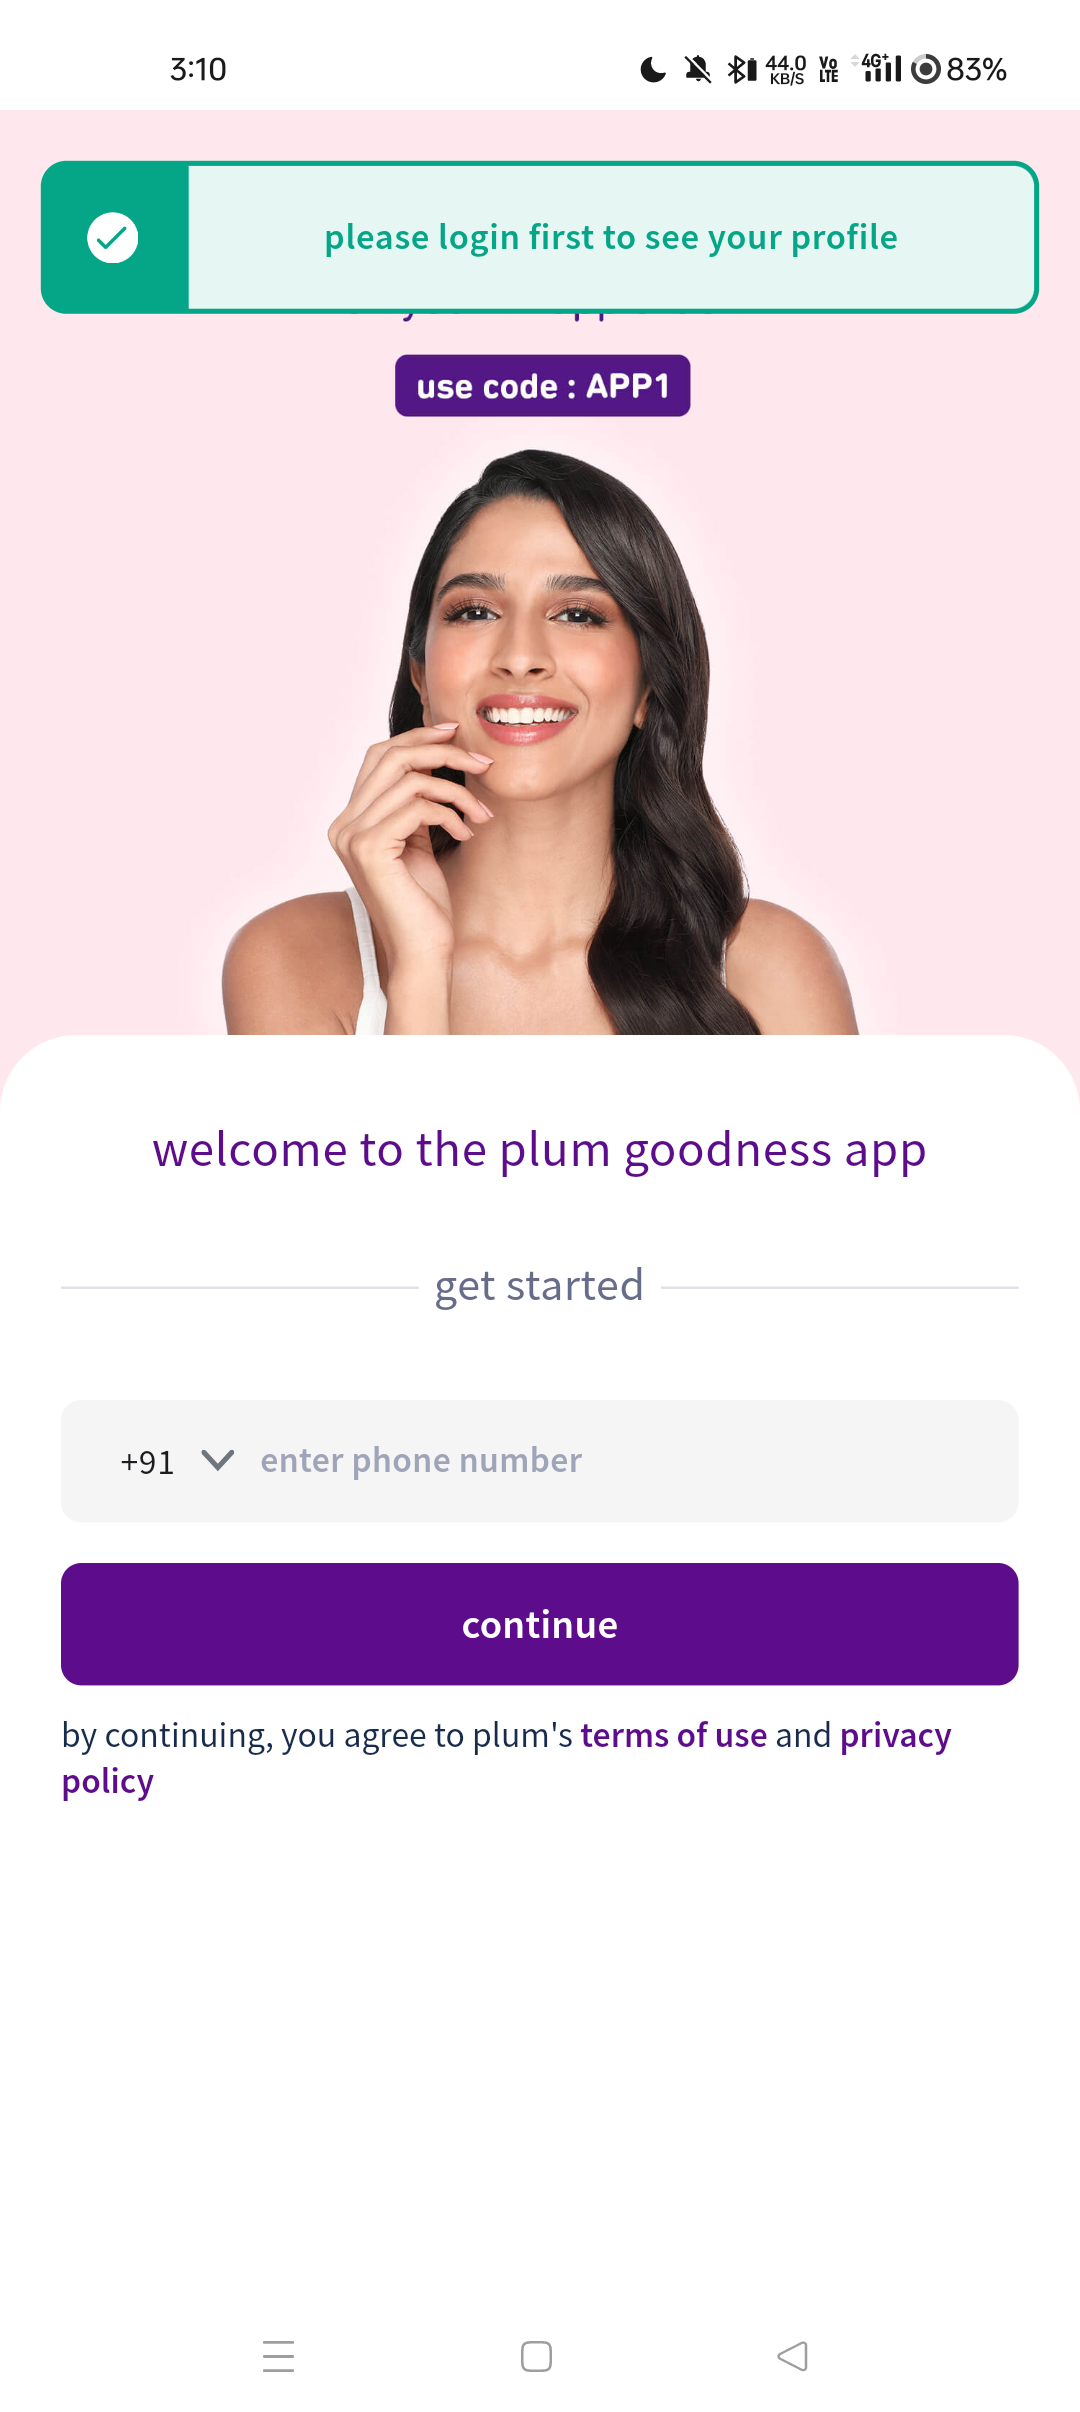 3:10
44.0
KB/S
Vo
LTE
4G+
83%
please login first to see your profile
use code : APP1
welcome to the plum goodness app
get started
+91 enter phone number
continue
by continuing, you agree to plum's terms of use and privacy
policy